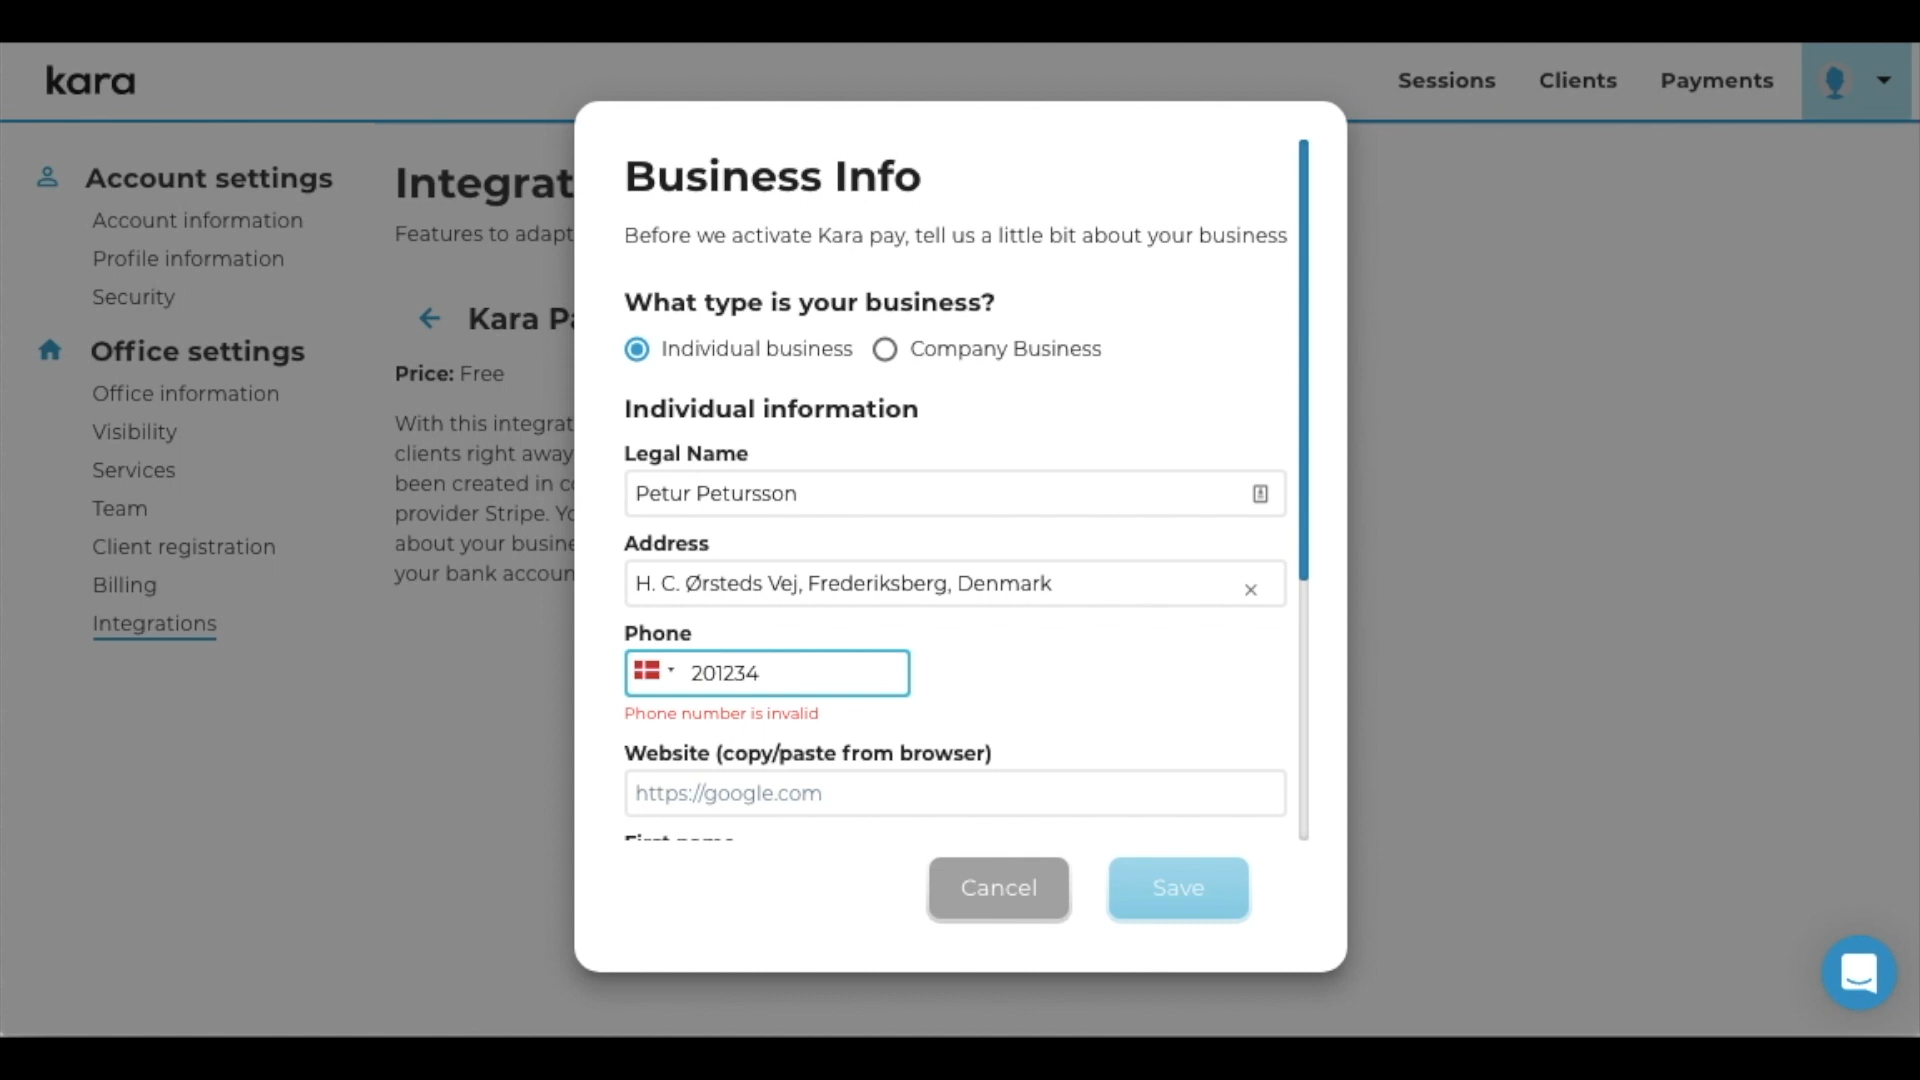 kara
Sessions
Clients
Payments
Account settings
Account information
Profile information
Security
Office settings
Office information
Visibility
Services
Team
Client registration
Billing
Integrations
Integrat
Features to adapt
Kara Pa
Price: Free
With this integrat
clients right away
been created in co
provider Stripe. Yo
about your busine
your bank accoun
Business Info
Before we activate Kara pay, tell us a little bit about your business
What type is your business?
Individual business
Company Business
Individual information
Legal Name
Petur Petursson
Address
H. C. Ørsteds Vej, Frederiksberg, Denmark
Phone
201234
Phone number is invalid
Website (copy/paste from browser)
https://google.com
First name
Cancel
Save